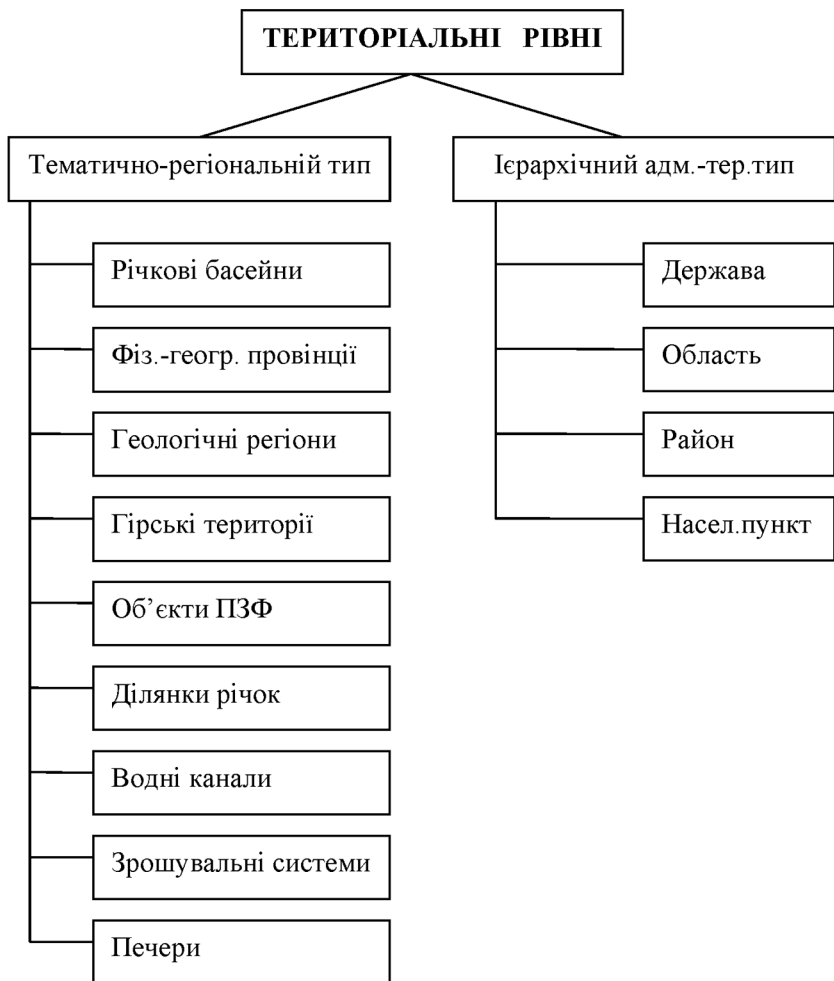 ТЕРИТОРІАЛЬНІ РІВНІ
Тематично-регіональній тип
Річкові басейни
Фіз.-геогр. провінції
Геологічні регіони
Гірські території
Об’єкти ПЗФ
Ділянки річок
Водні канали
Зрошувальні системи
Печери
Ієрархічний адм.-тер.тип
Держава
Область
Район
Насел.пункт